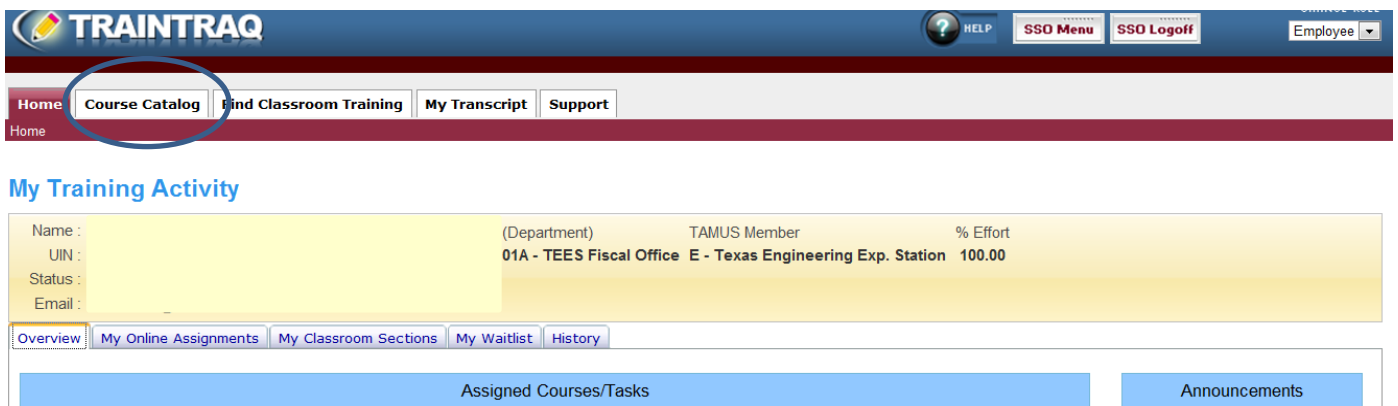 TRAINTRAQ
? HELP SSO Menu SSO Logoff Employee
Home Course Catalog Find Classroom Training My Transcript Support
Home
My Training Activity
Name : (Department) TAMUS Member % Effort
UIN : 01A - TEES Fiscal Office E - Texas Engineering Exp. Station 100.00
Status :
Email :
Overview My Online Assignments My Classroom Sections My Waitlist History
Assigned Courses/Tasks Announcements